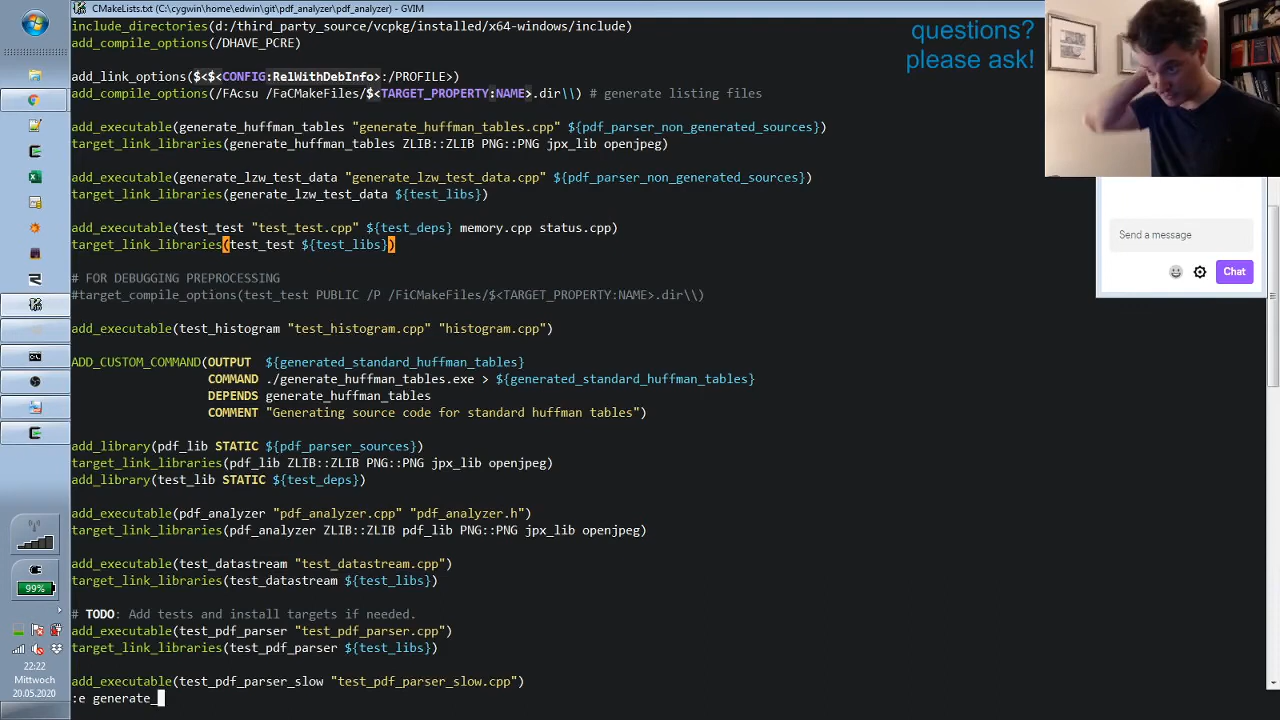 CMakeLists.txt (C:\cygwin\home\edwin\git\pdf_analyzer\pdf_analyzer) - GVIM
include_directories(d:/third_party_source/vcpkg/installed/x64-windows/include)
add_compile_options(/DHAVE_PCRE)
add_link_options($<$<CONFIG:RelWithDebInfo>:/PROFILE>)
add_compile_options(/FAcsu /FaCMakeFiles/$<TARGET_PROPERTY:NAME>.dir\\) # generate listing files
add_executable(generate_huffman_tables "generate_huffman_tables.cpp" ${pdf_parser_non_generated_sources})
target_link_libraries(generate_huffman_tables ZLIB::ZLIB PNG::PNG jpx_lib openjpeg)
add_executable(generate_lzw_test_data "generate_lzw_test_data.cpp" ${pdf_parser_non_generated_sources})
target_link_libraries(generate_lzw_test_data ${test_libs})
add_executable(test_test "test_test.cpp" ${test_deps} memory.cpp status.cpp)
target_link_libraries(test_test ${test_libs})
# FOR DEBUGGING PREPROCESSING
#target_compile_options(test_test PUBLIC /P /FiCMakeFiles/$<TARGET_PROPERTY:NAME>.dir\\)
add_executable(test_histogram "test_histogram.cpp" "histogram.cpp")
ADD_CUSTOM_COMMAND(OUTPUT ${generated_standard_huffman_tables}
COMMAND ./generate_huffman_tables.exe > ${generated_standard_huffman_tables}
DEPENDS generate_huffman_tables
COMMENT "Generating source code for standard huffman tables")
add_library(pdf_lib STATIC ${pdf_parser_sources})
target_link_libraries(pdf_lib ZLIB::ZLIB PNG::PNG jpx_lib openjpeg)
add_library(test_lib STATIC ${test_deps})
add_executable(pdf_analyzer "pdf_analyzer.cpp" "pdf_analyzer.h")
target_link_libraries(pdf_analyzer ZLIB::ZLIB pdf_lib PNG::PNG jpx_lib openjpeg)
add_executable(test_datastream "test_datastream.cpp")
target_link_libraries(test_datastream ${test_libs})
# TODO: Add tests and install targets if needed.
add_executable(test_pdf_parser "test_pdf_parser.cpp")
target_link_libraries(test_pdf_parser ${test_libs})
add_executable(test_pdf_parser_slow "test_pdf_parser_slow.cpp")
:e generate_
questions?
please ask!
Send a message
Chat
99%
22:22
Mittwoch
20.05.2020